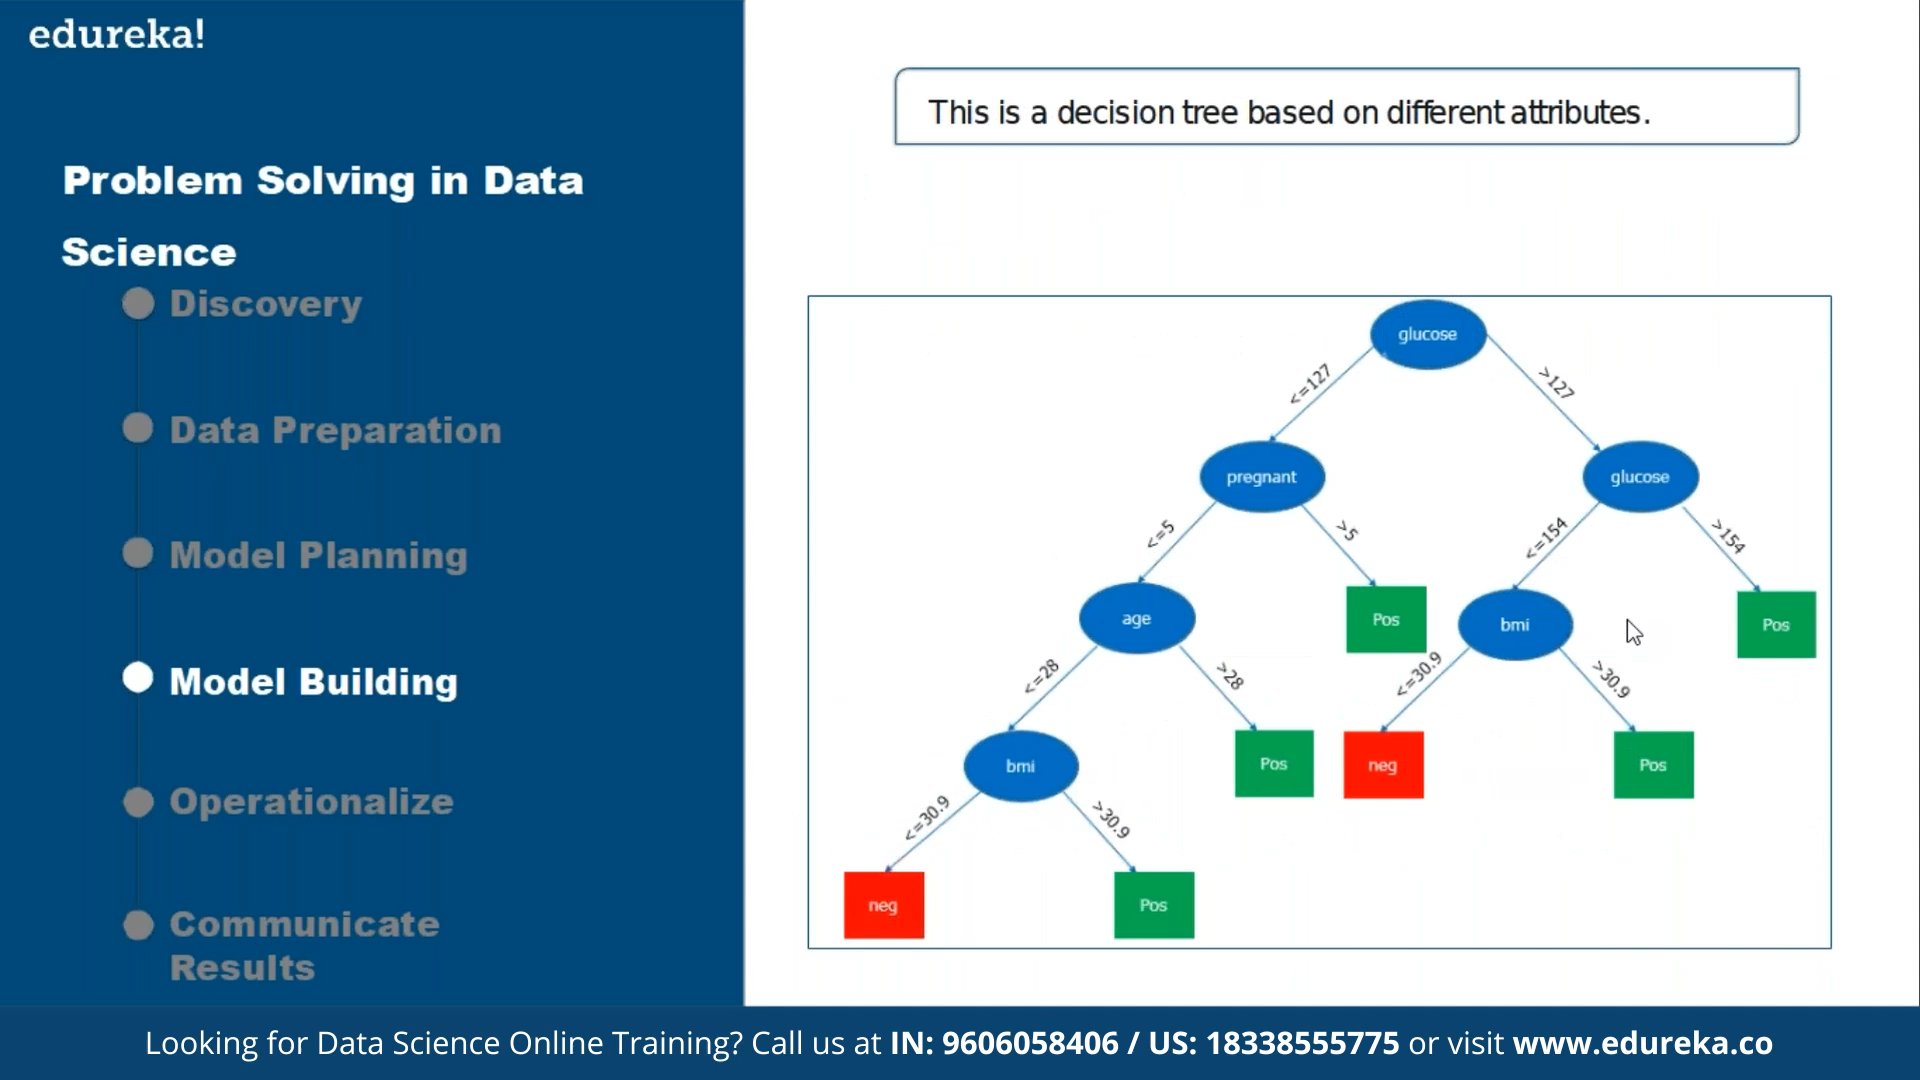 edureka!
Problem Solving in Data
Science
Discovery
Data Preparation
Model Planning
Model Building
Operationalize
Communicate
Results
This is a decision tree based on different attributes.
glucose
<=127
>127
pregnant
glucose
<=5
>5
<=154
>154
age
Pos
bmi
Pos
<=28
>28
<=30.9
>30.9
bmi
Pos
neg
Pos
<=30.9
>30.9
neg
Pos
Looking for Data Science Online Training? Call us at IN: 9606058406 / US: 18338555775 or visit www.edureka.co